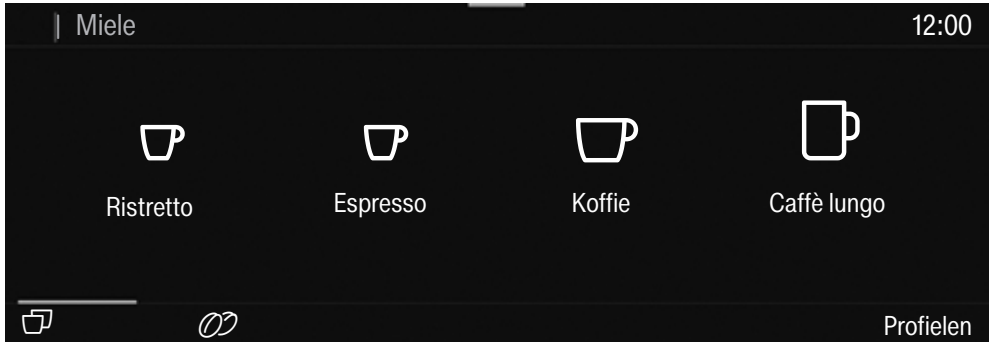 Miele
12:00
Ristretto
Espresso
Koffie
Caffè lungo
Profielen